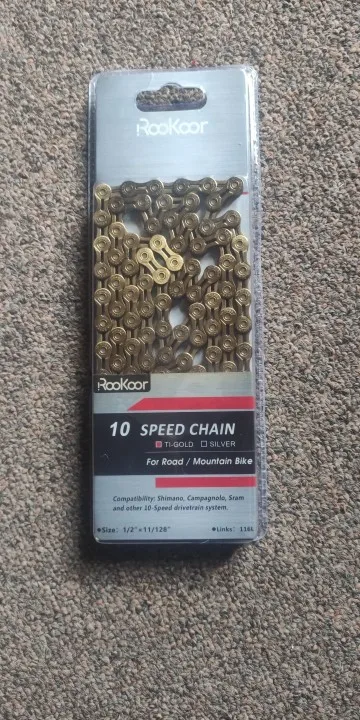 RooKoor
RooKoor
10 SPEED CHAIN
TI-GOLD SILVER
For Road / Mountain Bike
Compatibility: Shimano, Campagnolo, Sram
and other 10-Speed drivetrain system.
Size: 1/2"*11/128" Links: 116L